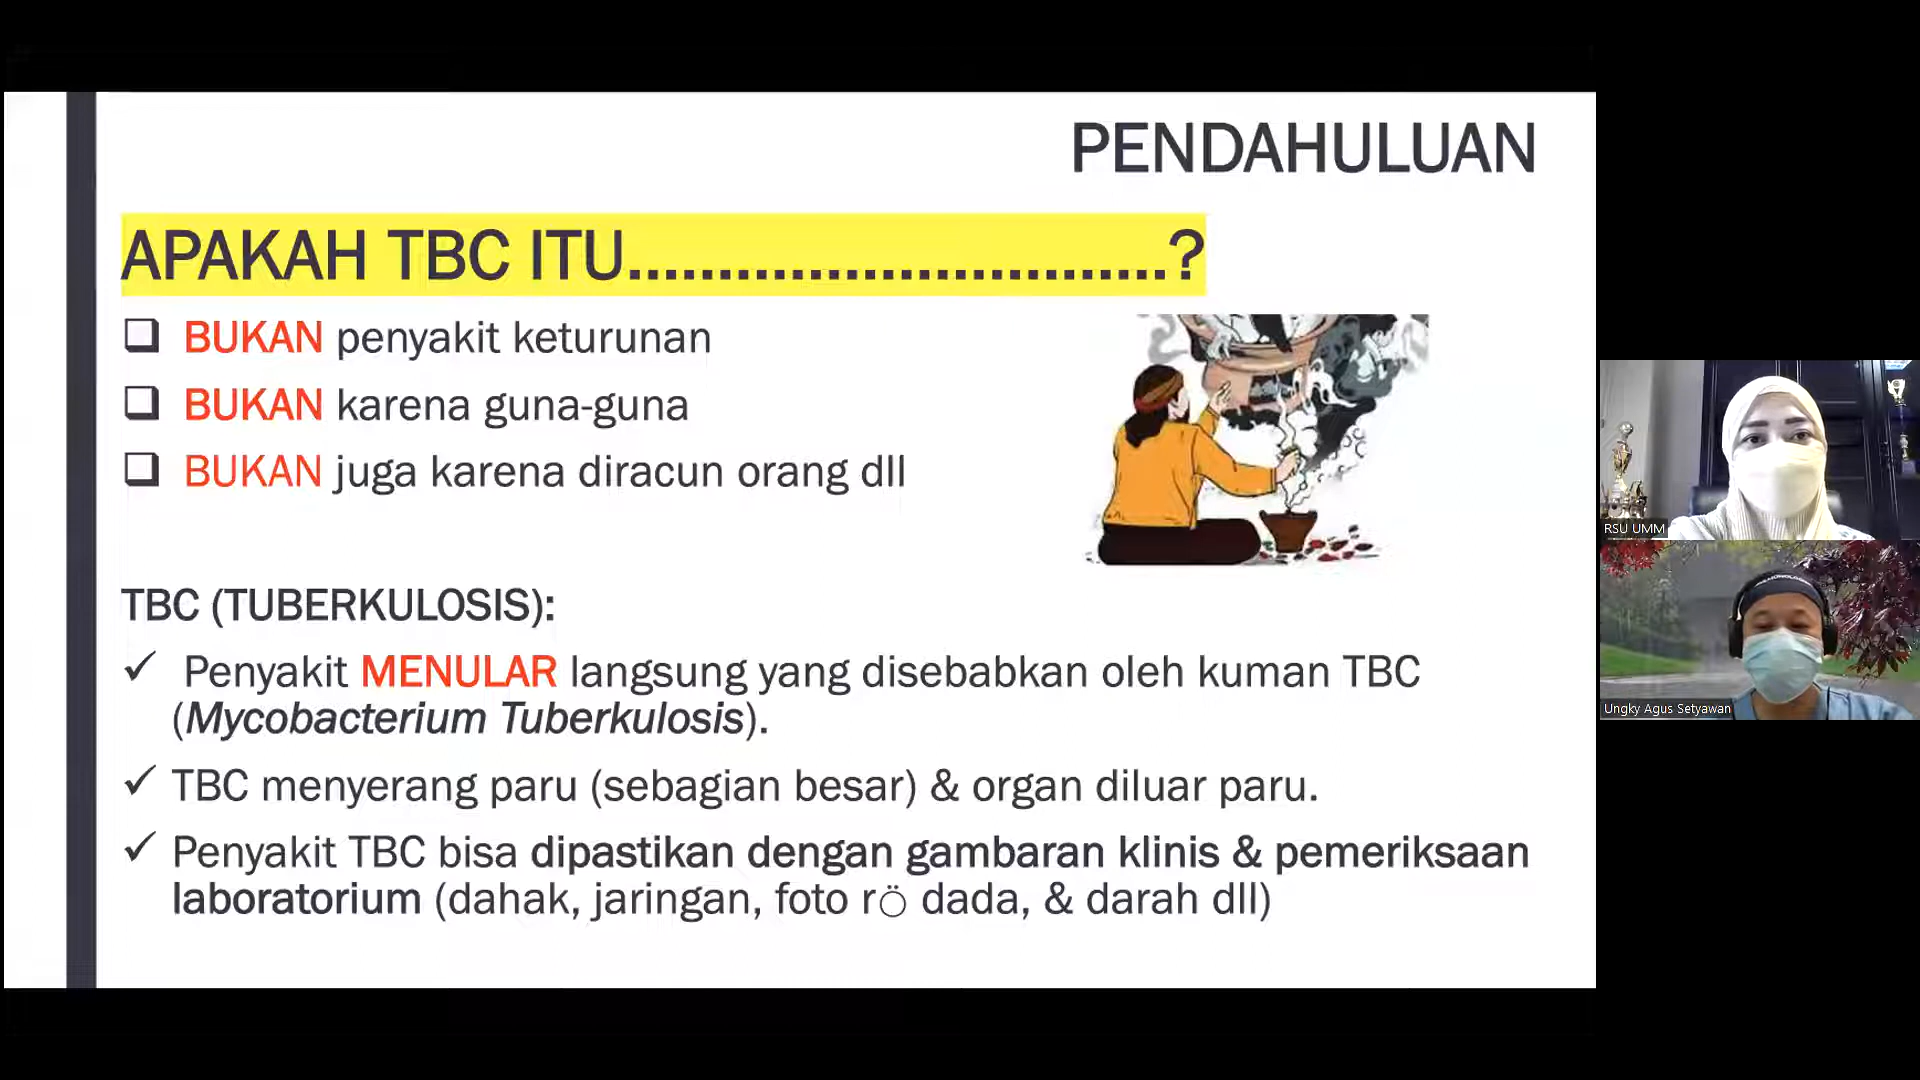 PENDAHULUAN
APAKAH TBC ITU..............................?
BUKAN penyakit keturunan
BUKAN karena guna-guna
BUKAN juga karena diracun orang dll
TBC (TUBERKULOSIS):
Penyakit MENULAR langsung yang disebabkan oleh kuman TBC
(Mycobacterium Tuberkulosis).
TBC menyerang paru (sebagian besar) & organ diluar paru.
Penyakit TBC bisa dipastikan dengan gambaran klinis & pemeriksaan
laboratorium (dahak, jaringan, foto rö dada, & darah dll)
RSU UMM
Ungky Agus Setyawan